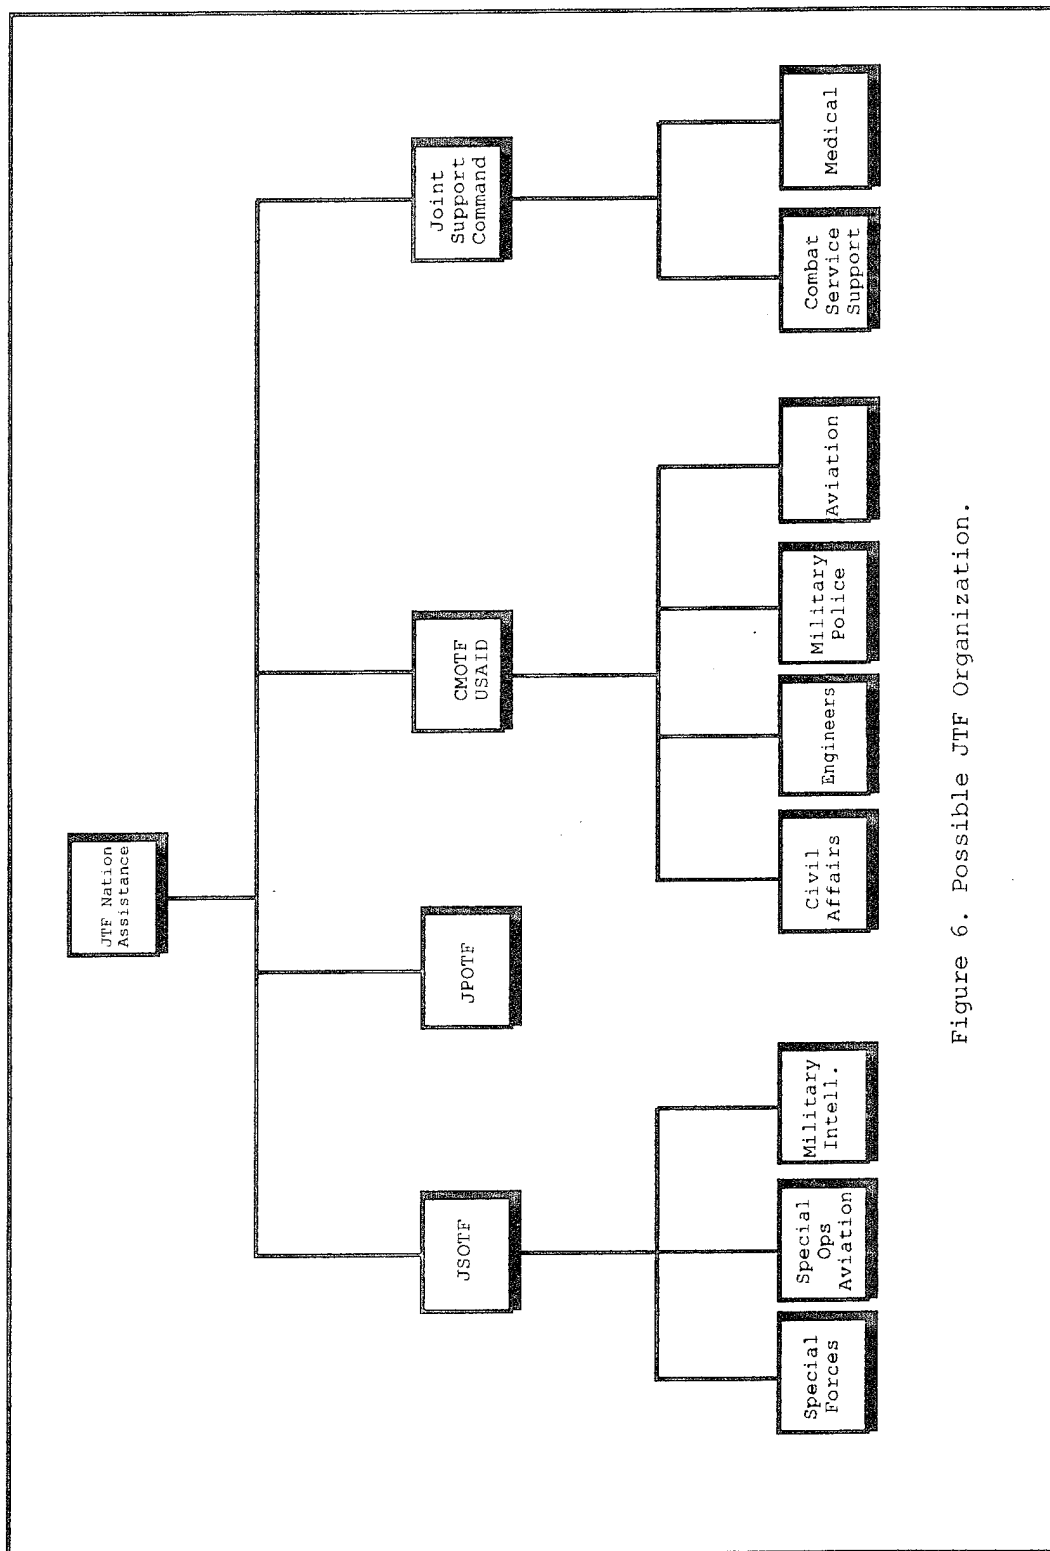 JTF Nation
Assistance
JSOTF
JPOTF
CMOTF
USAID
Joint
Support
Command
Special
Forces
Special
Ops
Aviation
Military
Intell.
Civil
Affairs
Engineers
Military
Police
Aviation
Combat
Service
Support
Medical
Figure 6. Possible JTF Organization.